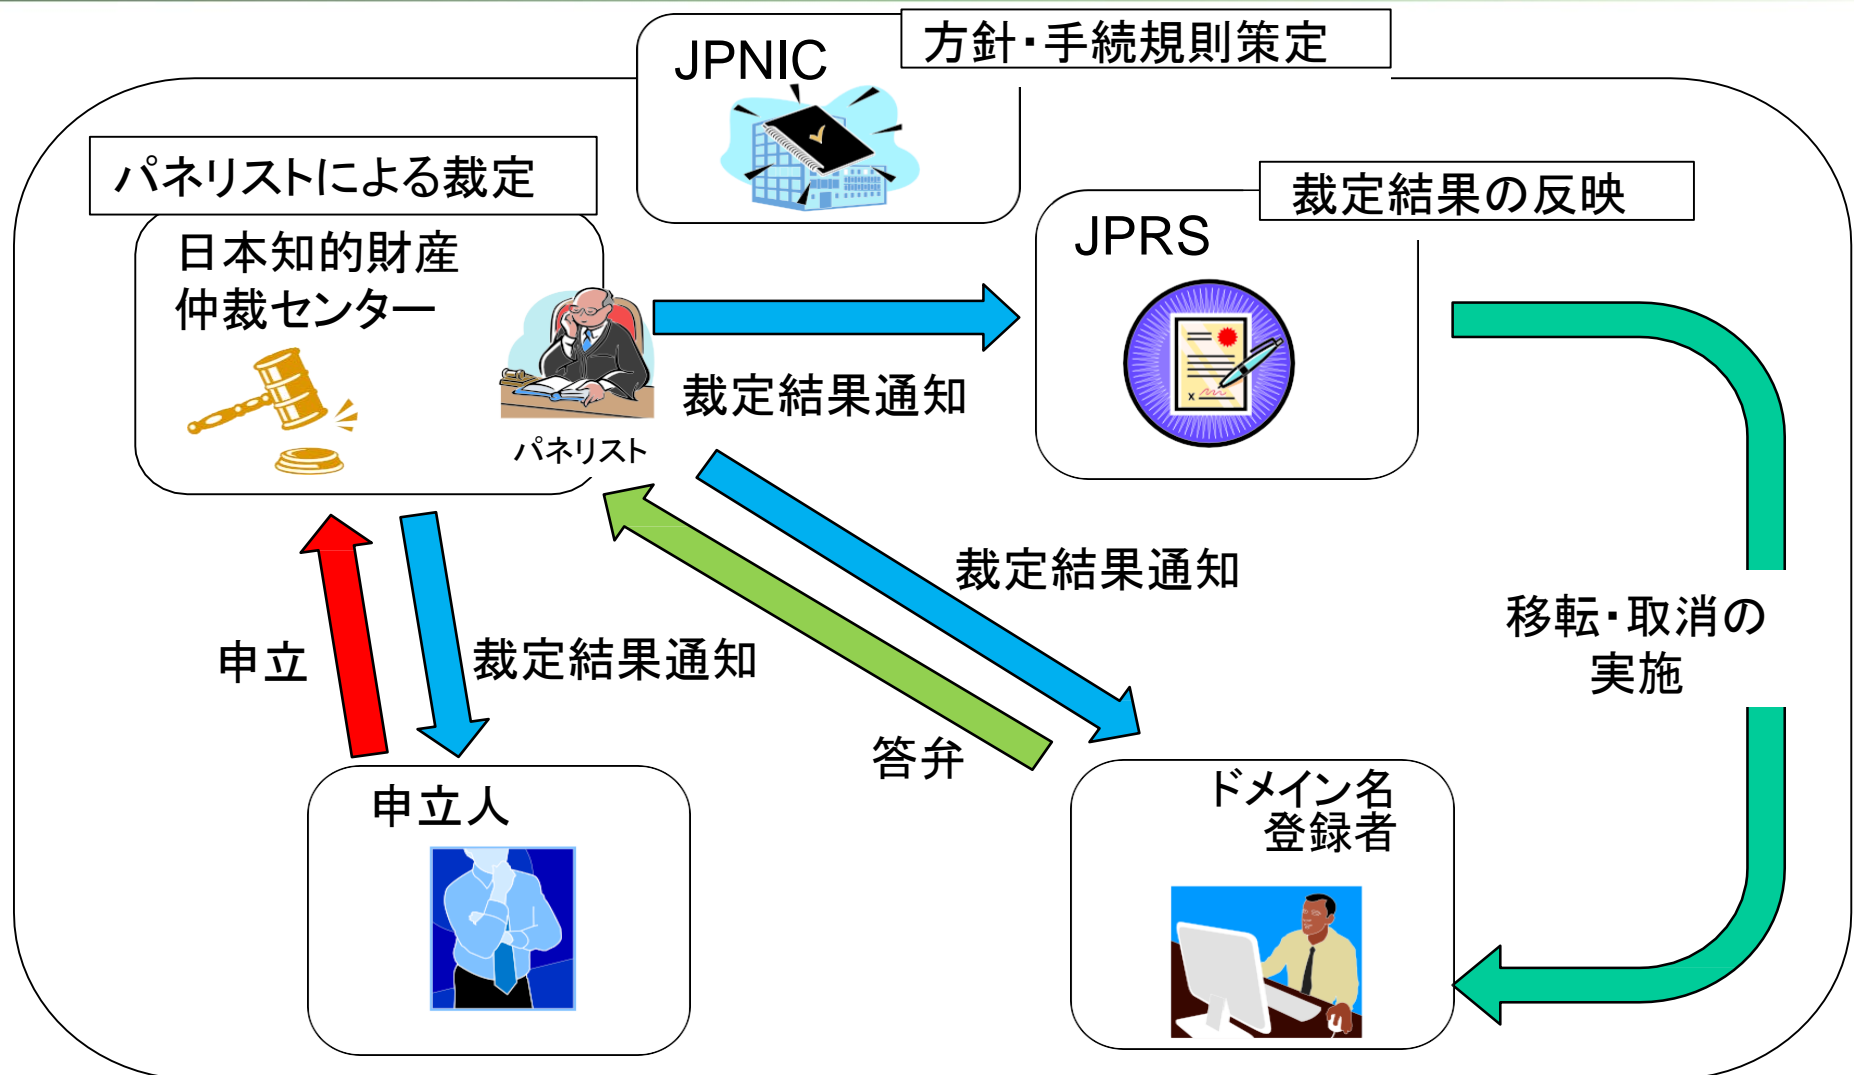 JPNIC
方針・手続規則策定
パネリストによる裁定
裁定結果の反映
日本知的財産
仲裁センター
JPRS
裁定結果通知
パネリスト
裁定結果通知
移転・取消の
実施
申立
裁定結果通知
答弁
申立人
ドメイン名
登録者